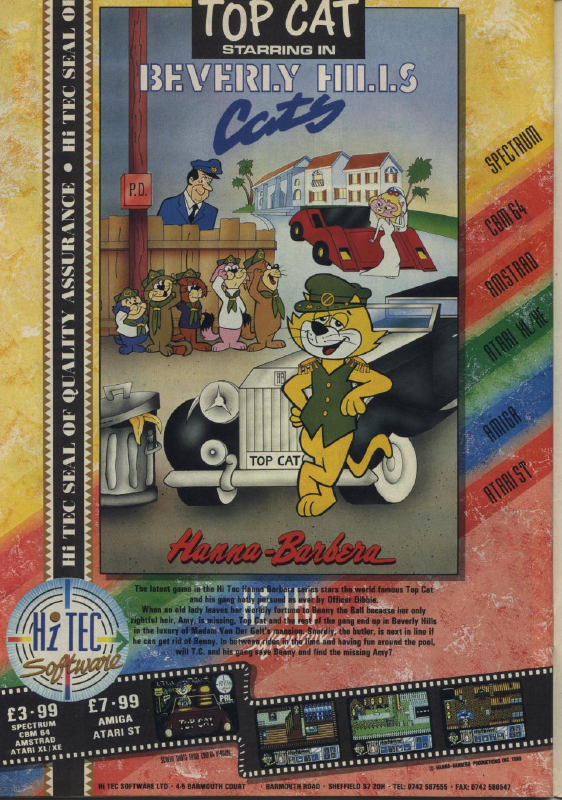 TOP CAT
STARRING IN
BEVERLY HILLS
Cats
P.D.
TOP CAT
Hanna-Barbera
SPECTRUM
CBM 64
AMSTRAD
ATARI XL/XE
AMIGA
ATARI ST
Hi TEC SEAL OF QUALITY ASSURANCE • Hi TEC SEAL OF
The latest game in the Hi Tec Hanna Barbera series stars the world famous Top Cat
and his gang hotly pursued as ever by Officer Dibble.
When an old lady leaves her worldly fortune to Benny the Ball because her only
rightful heir, Amy, is missing, Top Cat and the rest of the gang end up in Beverly Hills
in the luxury of Madam Van Der Gelt's mansion. Snerdly, the butler, is next in line if
he can get rid of Benny. In between rides in the limo and having fun around the pool,
will T.C. and his gang save Benny and find the missing Amy?
Hi TEC
Software
£3·99
SPECTRUM
CBM 64
AMSTRAD
ATARI XL/XE
£7·99
AMIGA
ATARI ST
TOP CAT
© HANNA-BARBERA PRODUCTIONS INC
HI TEC SOFTWARE LTD · 4-5 BARMOUTH COURT · BARMOUTH ROAD · SHEFFIELD S7 2DH · TEL: 0742 587555 · FAX: 0742 580547